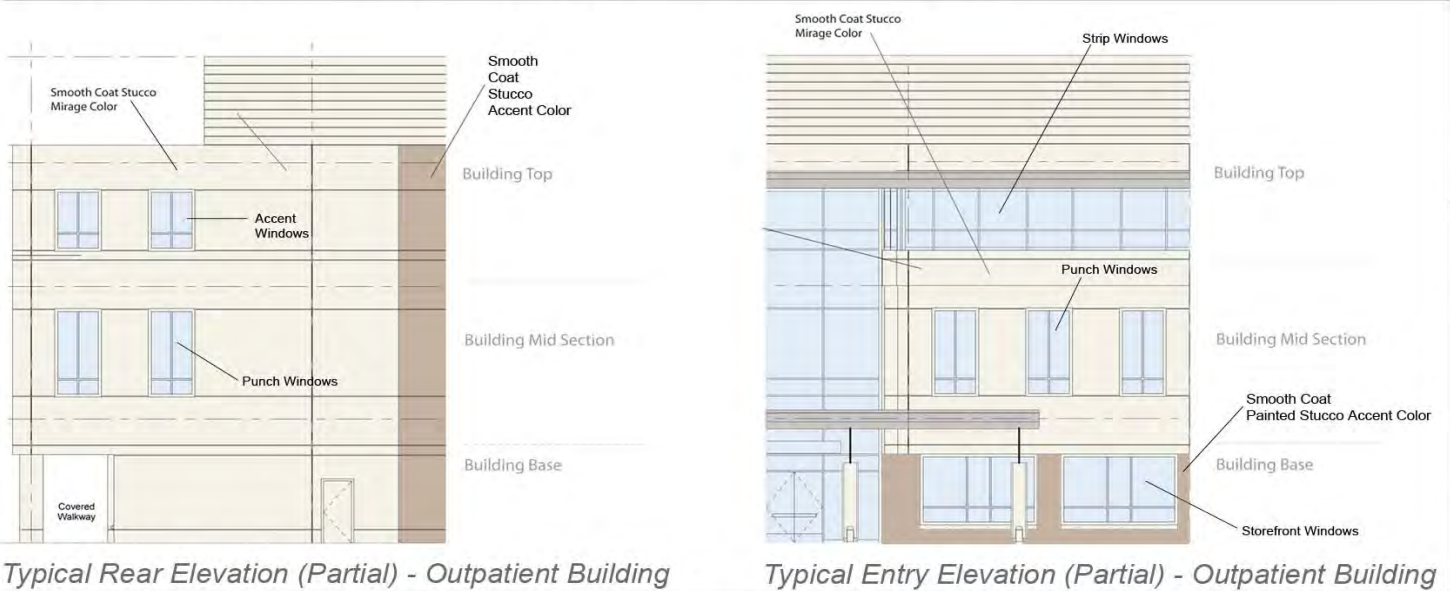 Smooth Coat Stucco
Mirage Color
Smooth
Coat
Stucco
Accent Color
Building Top
Accent
Windows
Building Mid Section
Punch Windows
Building Base
Covered
Walkway
Typical Rear Elevation (Partial) - Outpatient Building
Smooth Coat Stucco
Mirage Color
Strip Windows
Building Top
Punch Windows
Building Mid Section
Smooth Coat
Painted Stucco Accent Color
Building Base
Storefront Windows
Typical Entry Elevation (Partial) - Outpatient Building